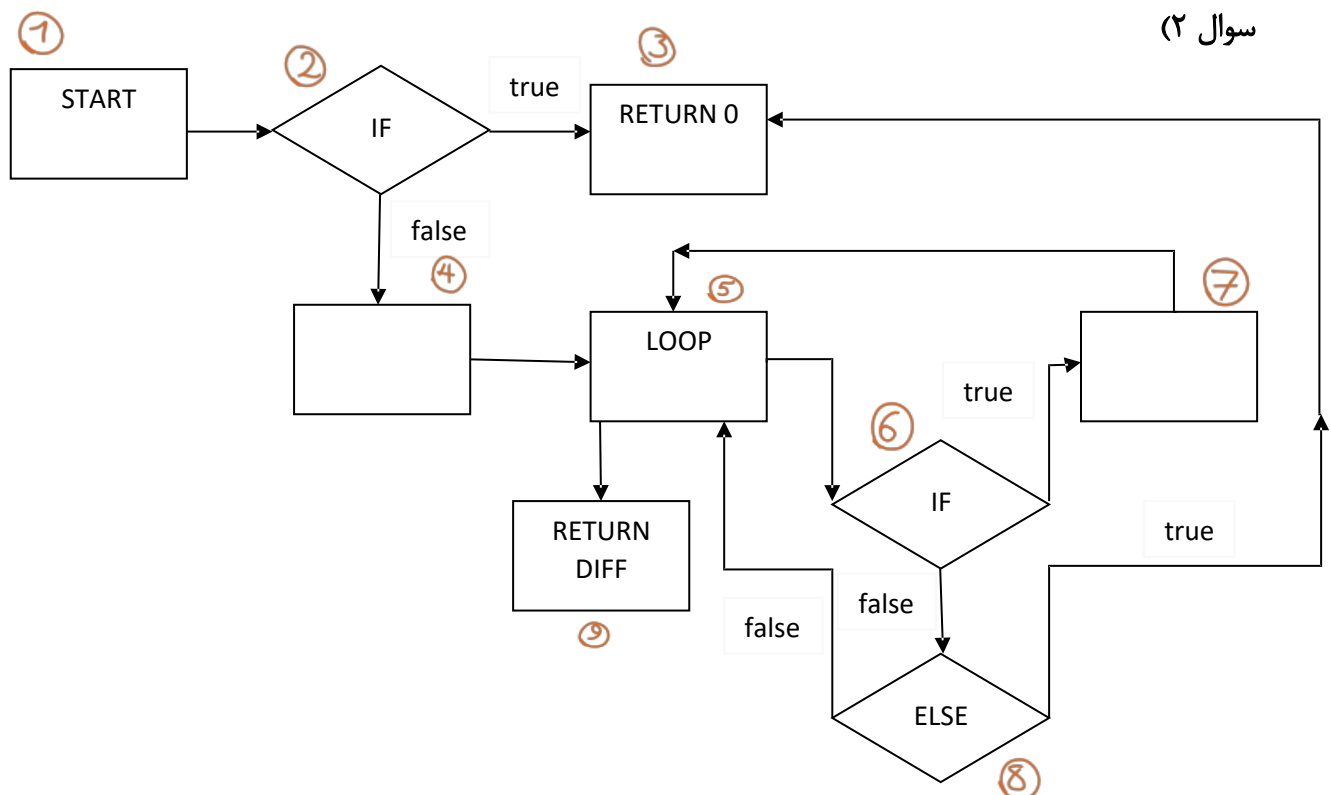 سوال ۲)
1
START
2
IF
true
3
RETURN 0
false
4
5
LOOP
7
true
6
IF
RETURN
DIFF
9
false
false
true
ELSE
8